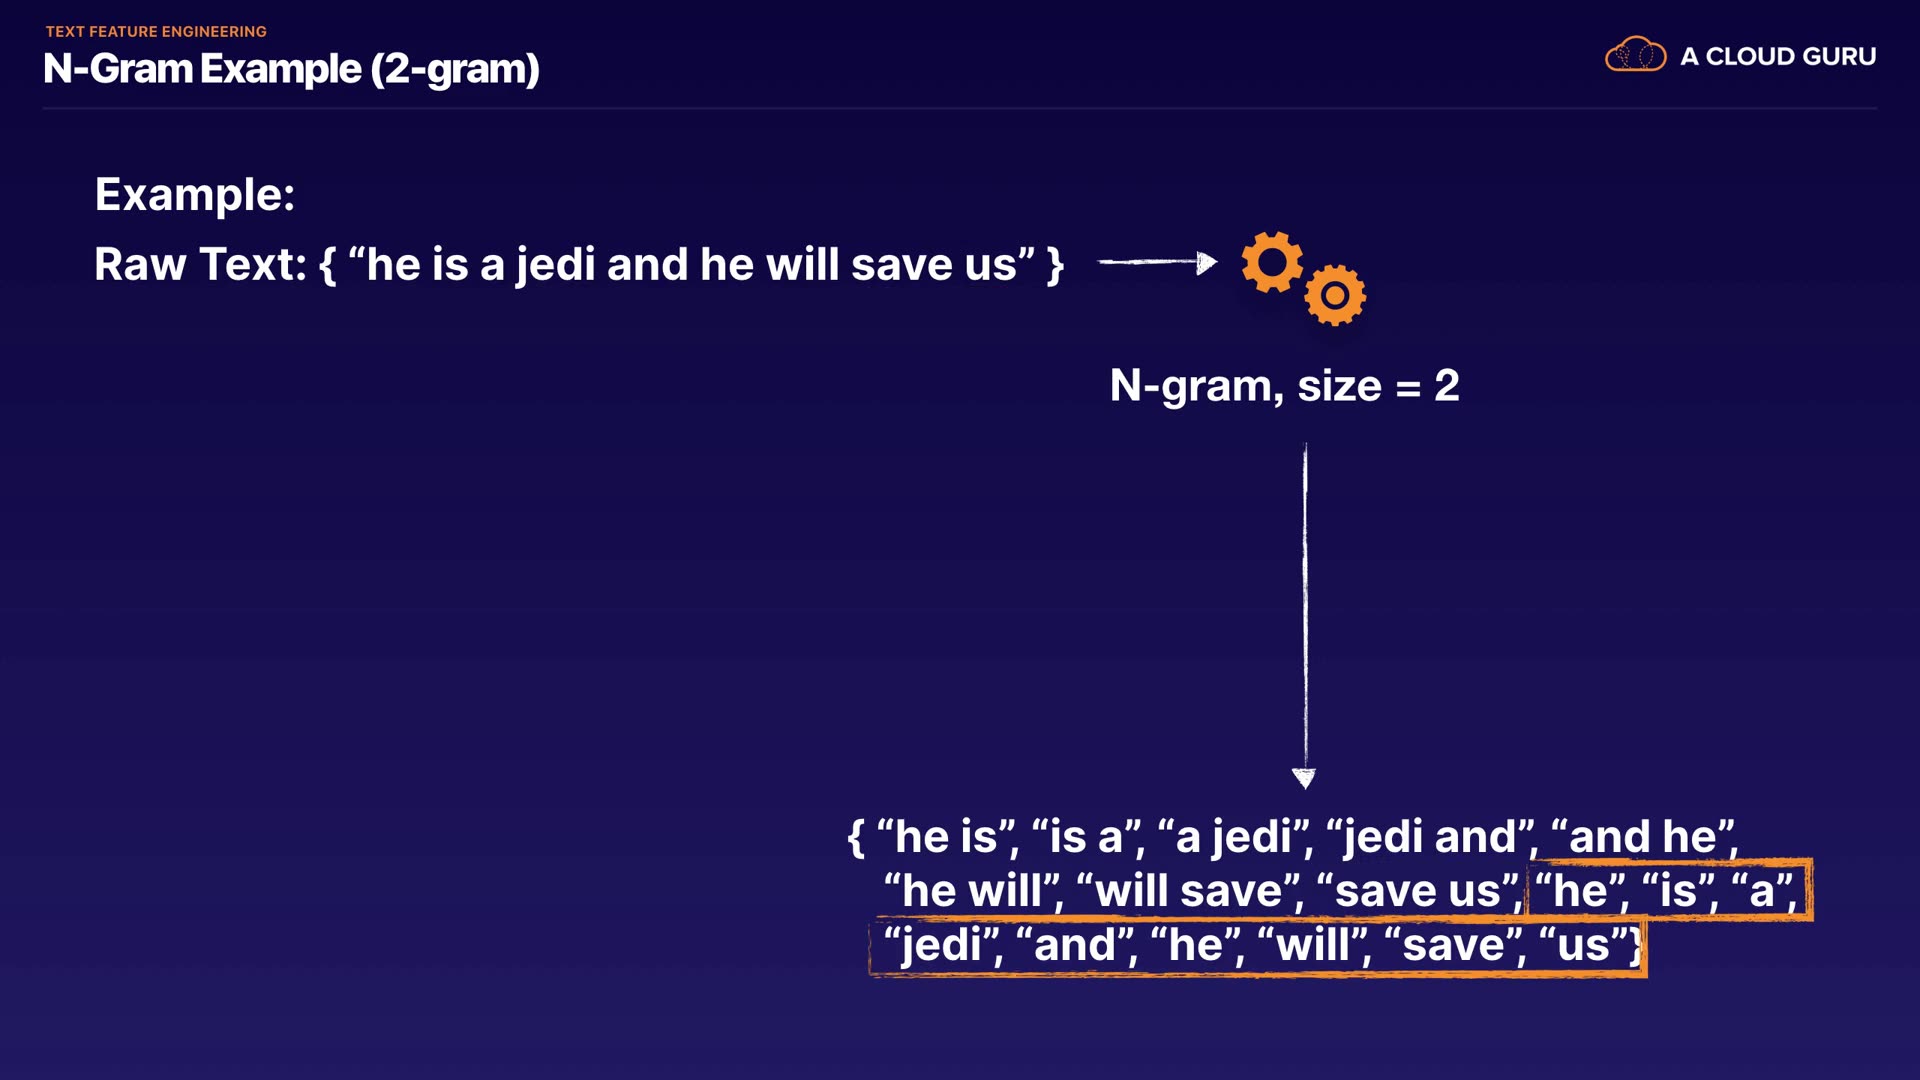 TEXT FEATURE ENGINEERING
N-Gram Example (2-gram)
A CLOUD GURU
Example:
Raw Text: { “he is a jedi and he will save us” }
N-gram, size = 2
{ “he is”, “is a”, “a jedi”, “jedi and”, “and he”,
“he will”, “will save”, “save us”, “he”, “is”, “a”,
“jedi”, “and”, “he”, “will”, “save”, “us”}